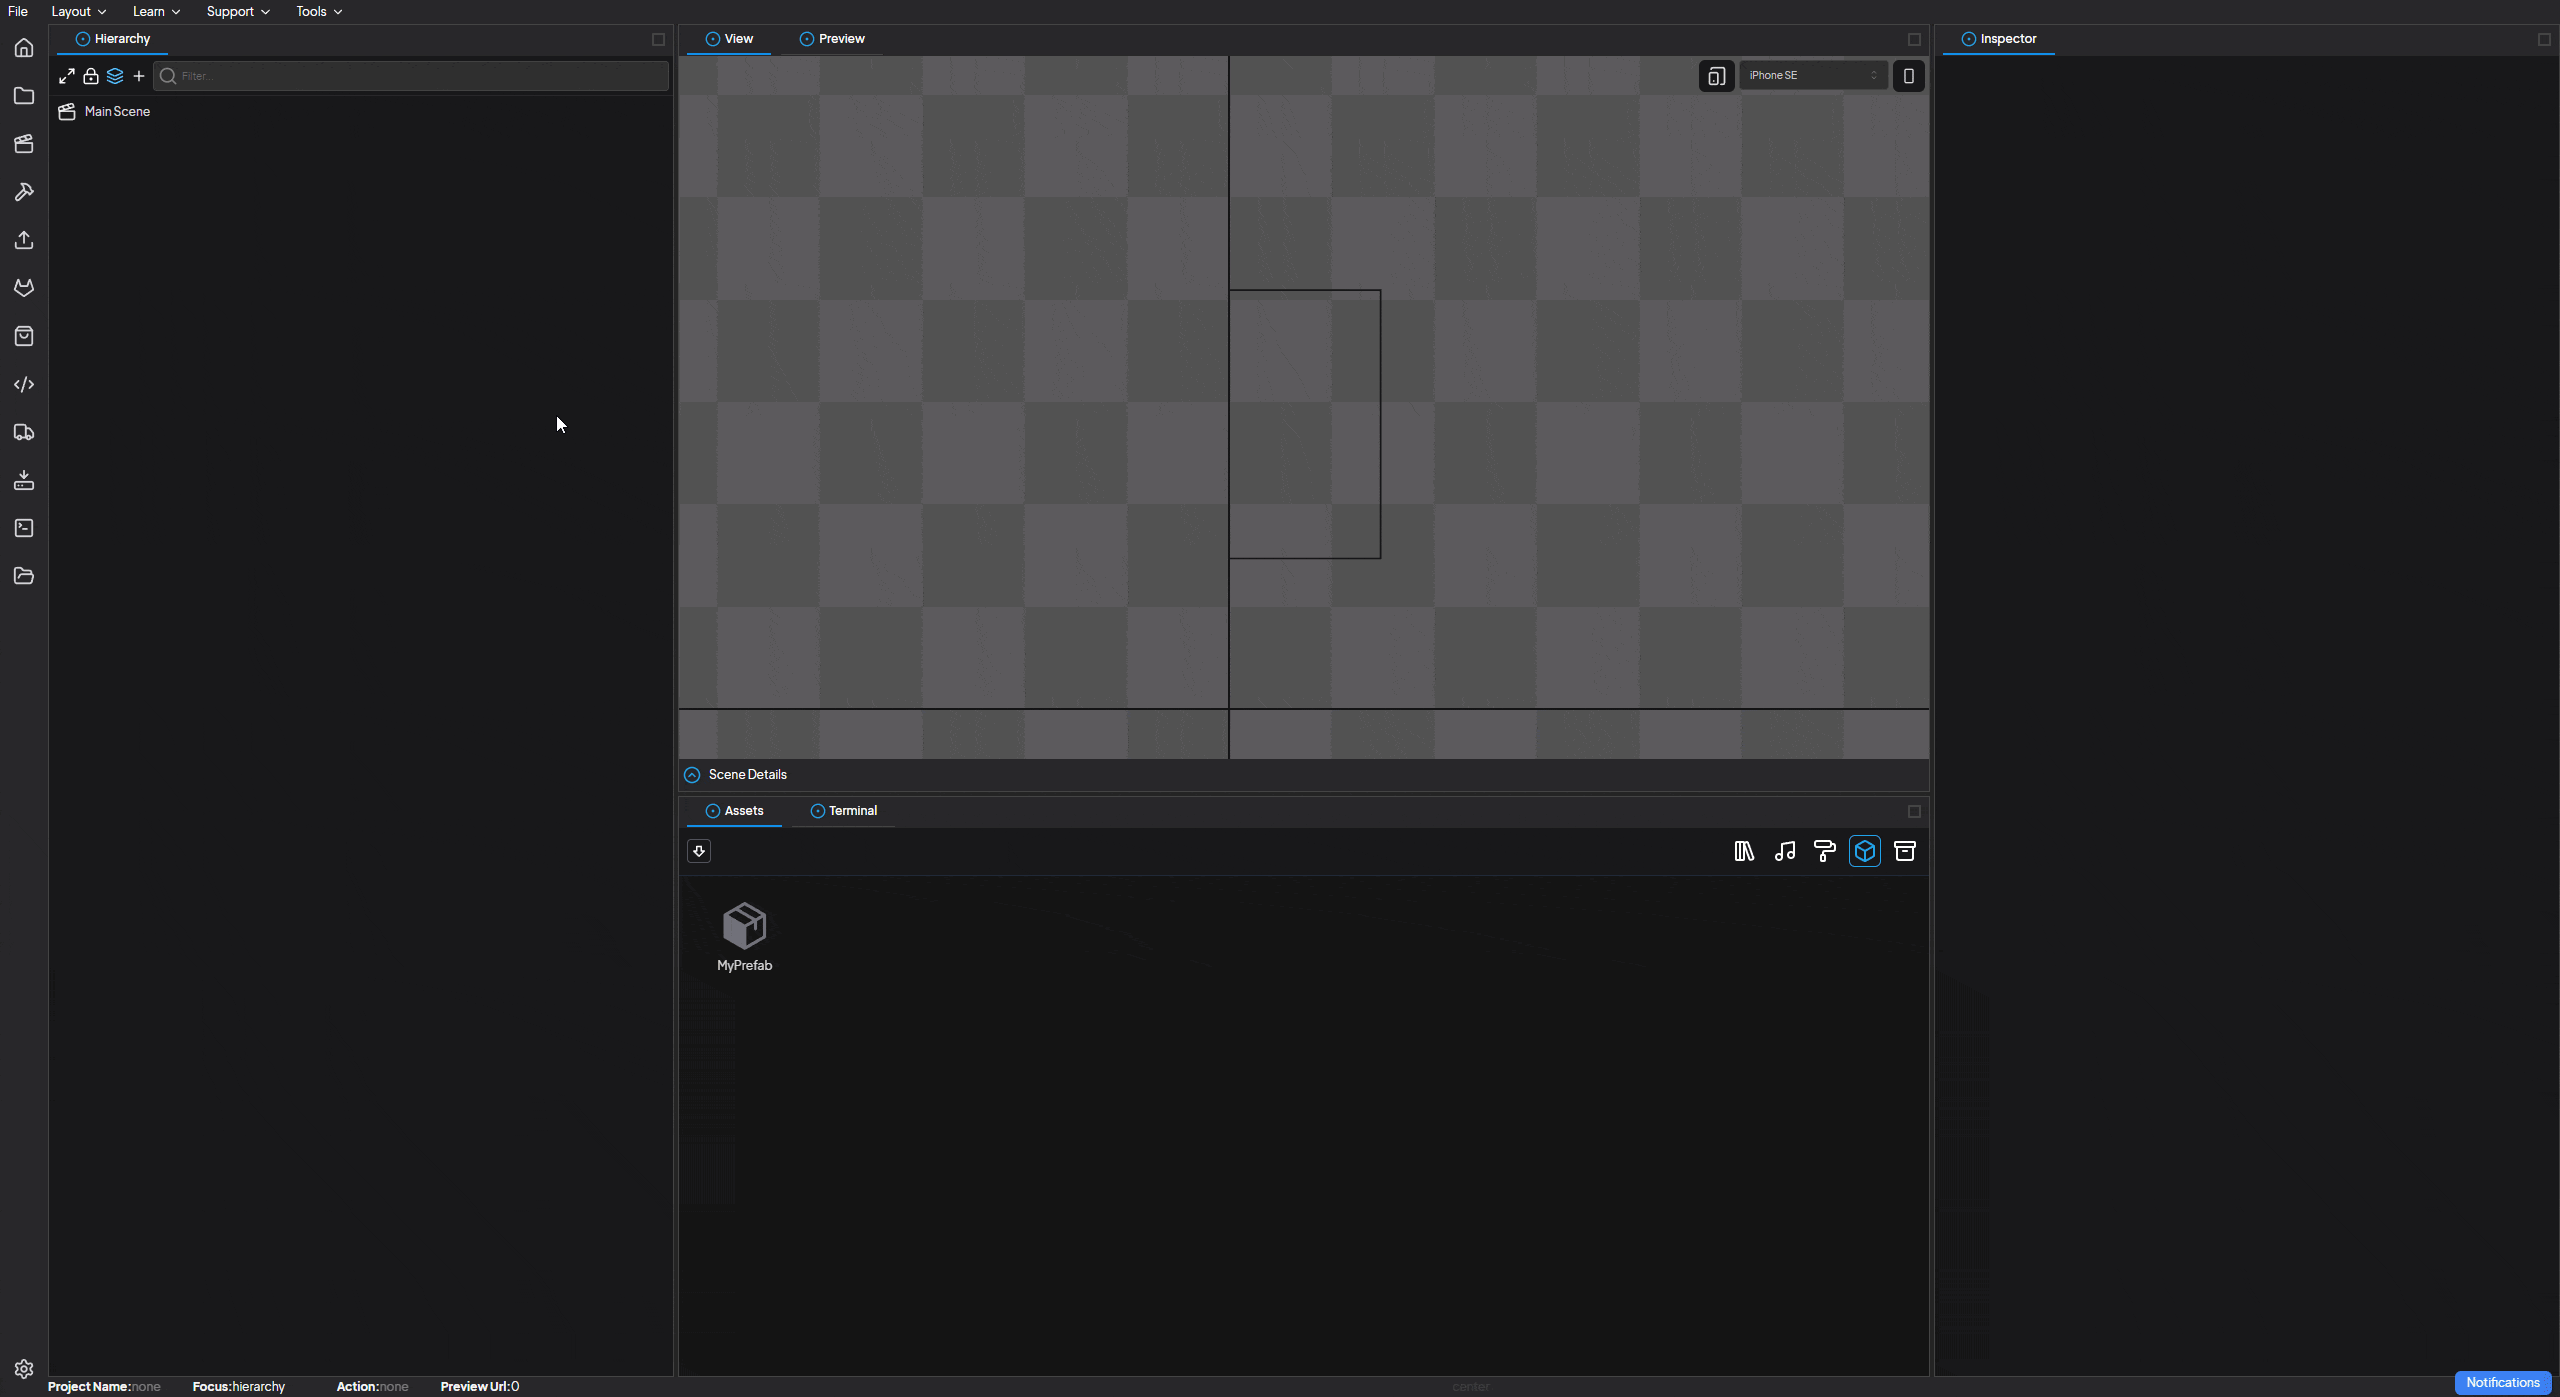 File Layout Learn Support Tools
Hierarchy
View Preview
Inspector
Filter...
iPhone SE
Main Scene
Scene Details
Assets Terminal
MyPrefab
Project Name:none Focus:hierarchy Action:none Preview Url:0
center
Notifications